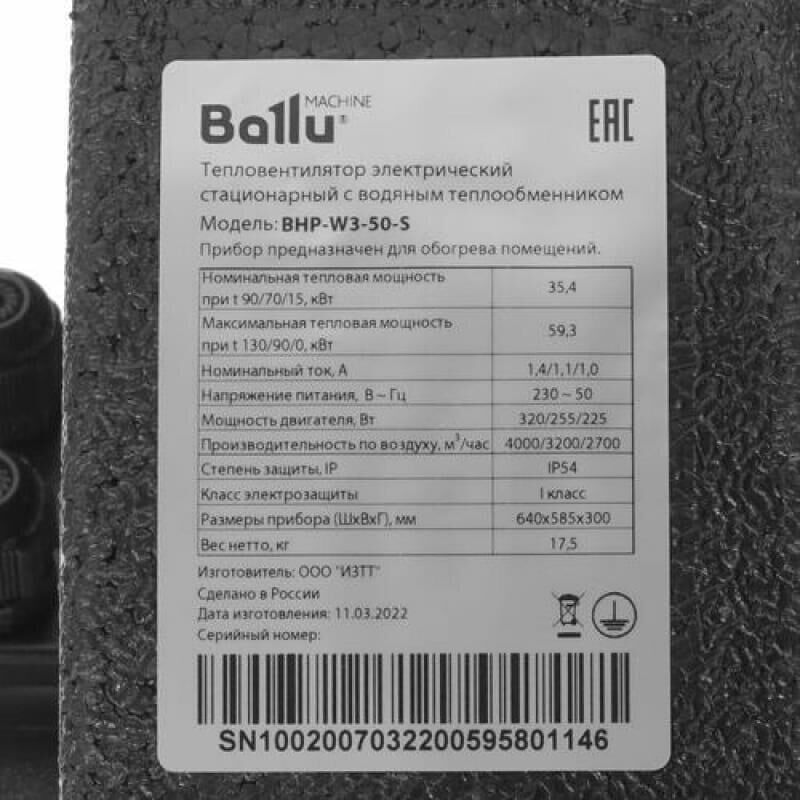 MACHINE
Ballu®
EAC
Тепловентилятор электрический
стационарный с водяным теплообменником
Модель: BHP-W3-50-S
Прибор предназначен для обогрева помещений.
Номинальная тепловая мощность
при t 90/70/15, кВт
35,4
Максимальная тепловая мощность
при t 130/90/0, кВт
59,3
Номинальный ток, А 1,4/1,1/1,0
Напряжение питания, В ~ Гц 230 ~ 50
Мощность двигателя, Вт 320/255/225
Производительность по воздуху, м³/час 4000/3200/2700
Степень защиты, IP IP54
Класс электрозащиты I класс
Размеры прибора (ШхВхГ), мм 640x585x300
Вес нетто, кг 17,5
Изготовитель: ООО "ИЗТТ"
Сделано в России
Дата изготовления: 11.03.2022
Серийный номер:
SN1002007032200595801146